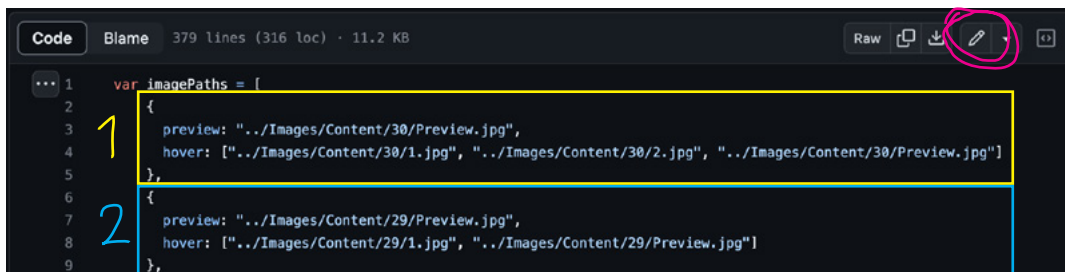 Code Blame 379 lines (316 loc) · 11.2 KB Raw
1 var imagePaths = [
2 {
3 preview: "../Images/Content/30/Preview.jpg",
4 hover: ["../Images/Content/30/1.jpg", "../Images/Content/30/2.jpg", "../Images/Content/30/Preview.jpg"]
5 },
6 {
7 preview: "../Images/Content/29/Preview.jpg",
8 hover: ["../Images/Content/29/1.jpg", "../Images/Content/29/Preview.jpg"]
9 },
1
2